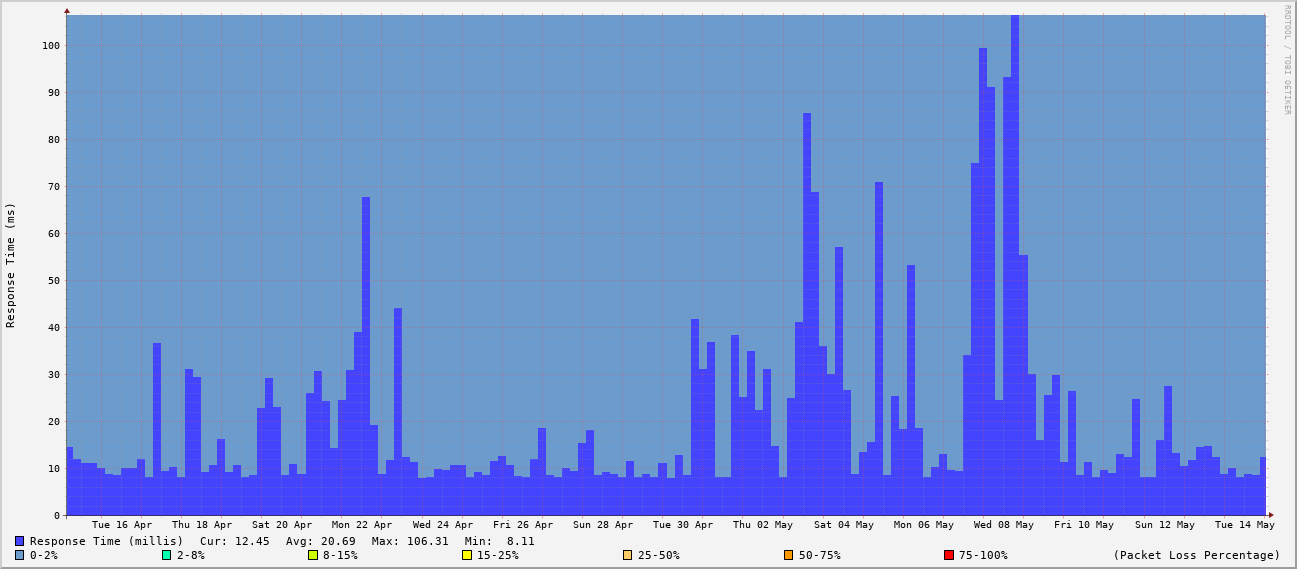 RRDTOOL / TOBI OETIKER
Response Time (ms)
100
90
80
70
60
50
40
30
20
10
0
Tue 16 Apr Thu 18 Apr Sat 20 Apr Mon 22 Apr Wed 24 Apr Fri 26 Apr Sun 28 Apr Tue 30 Apr Thu 02 May Sat 04 May Mon 06 May Wed 08 May Fri 10 May Sun 12 May Tue 14 May
Response Time (millis) Cur: 12.45 Avg: 20.69 Max: 106.31 Min: 8.11
0-2% 2-8% 8-15% 15-25% 25-50% 50-75% 75-100% (Packet Loss Percentage)